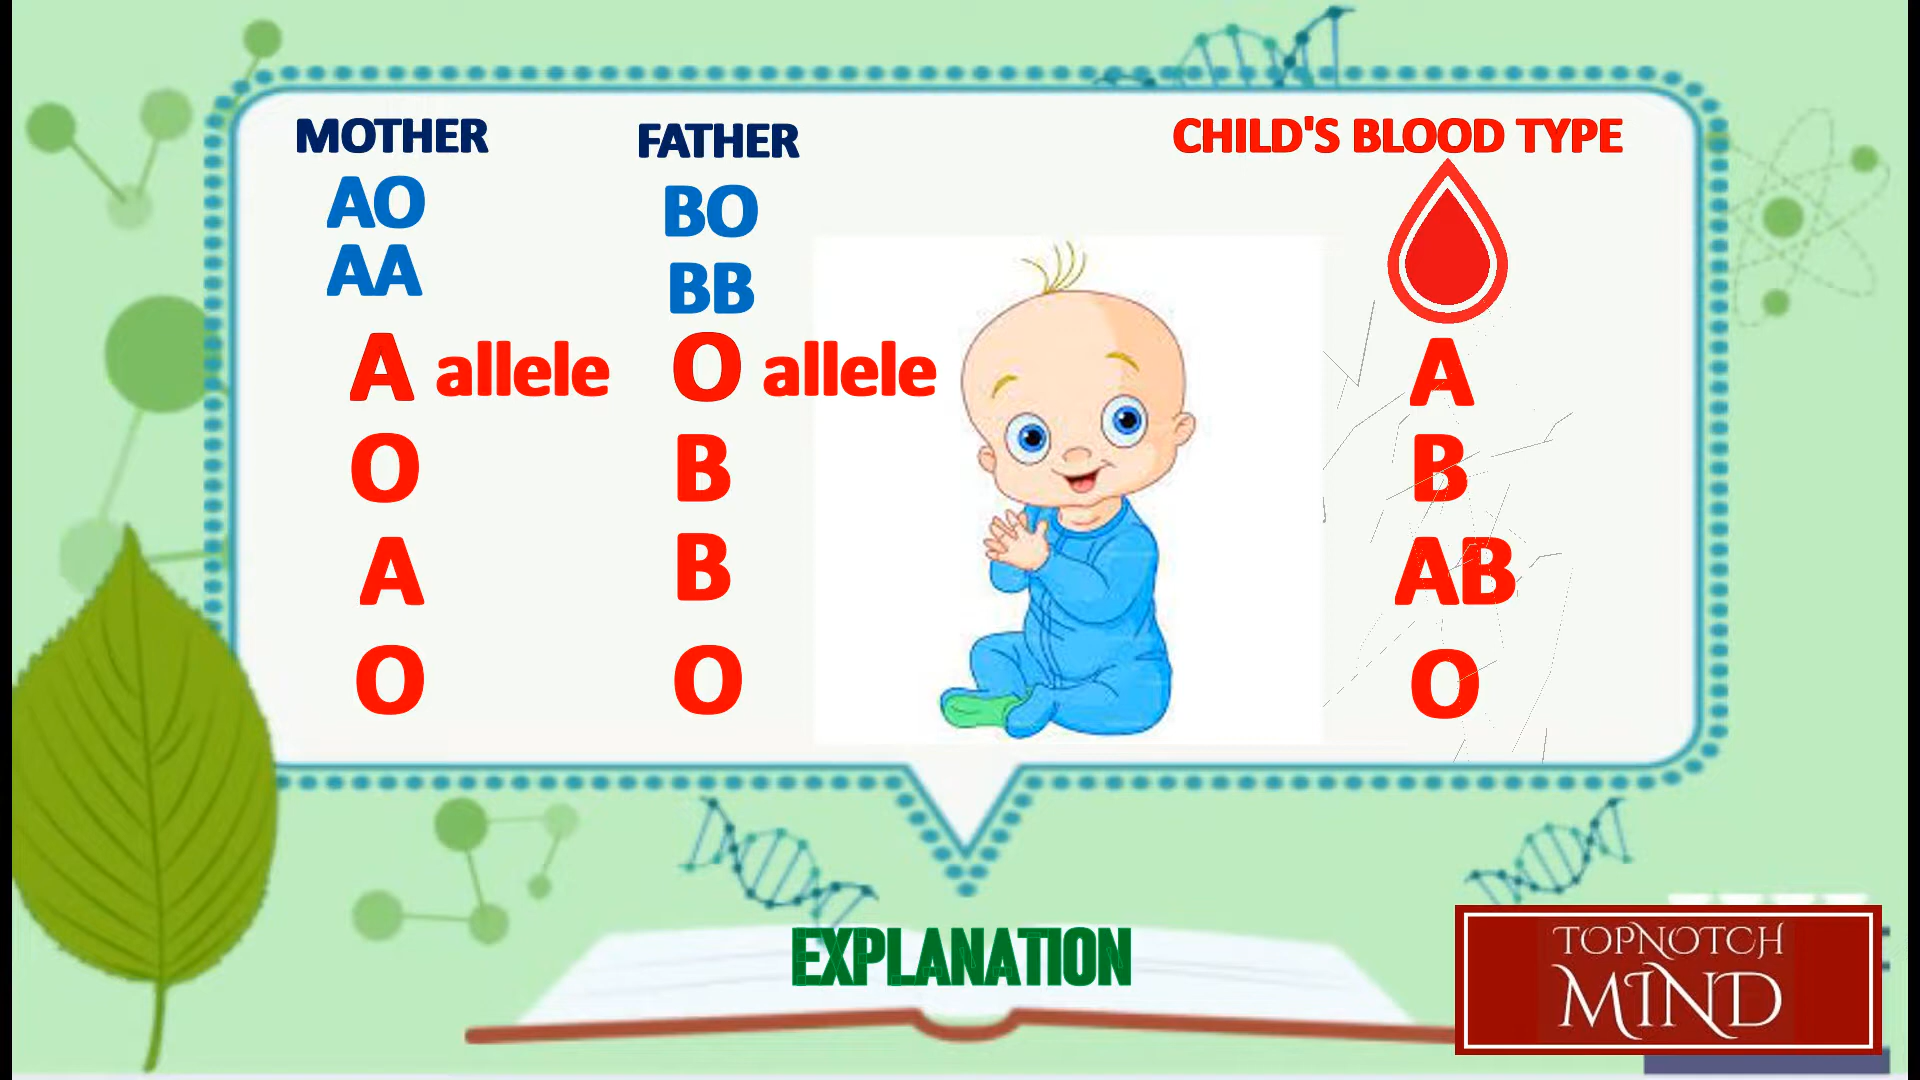 MOTHER FATHER CHILD'S BLOOD TYPE
AO BO
AA BB
A allele O allele A
O B B
A B AB
O O O
EXPLANATION
TOPNOTCH
MIND